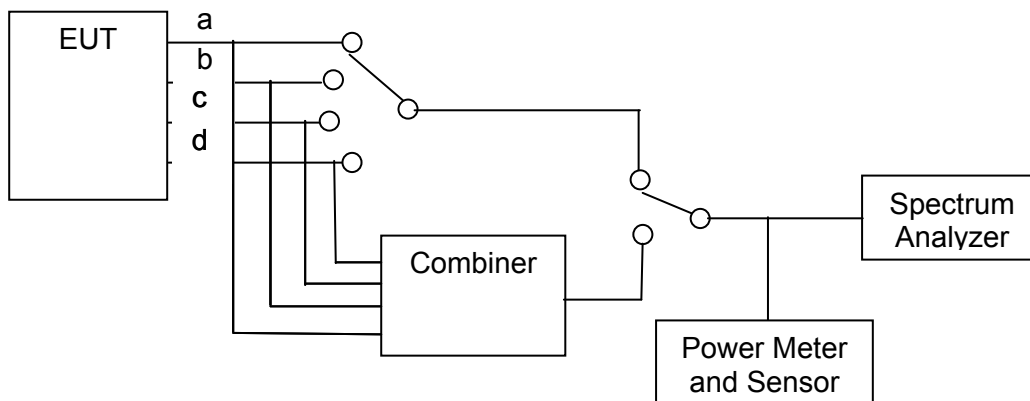 EUT
a
b
c
d
Combiner
Spectrum
Analyzer
Power Meter
and Sensor